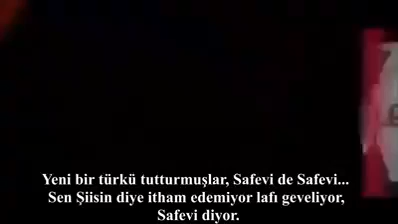 Yeni bir türkü tutturmuşlar, Safevi de Safevi...
Sen Şiisin diye itham edemiyor lafı geveliyor,
Safevi diyor.